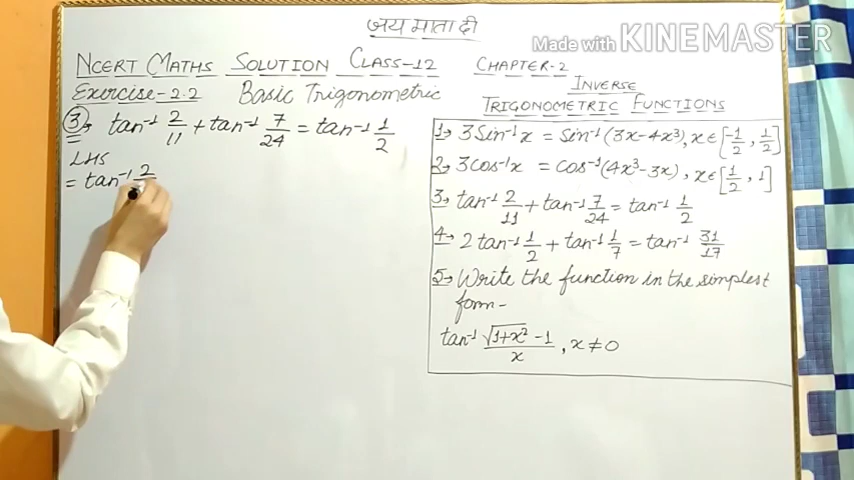 जय माता दी
Made with KINEMASTER
NCERT MATHS SOLUTION CLASS-12 CHAPTER-2
INVERSE
Exercise-2.2 Basic Trigonometric
TRIGONOMETRIC FUNCTIONS
3→ tan⁻¹ 2/11 + tan⁻¹ 7/24 = tan⁻¹ 1/2
LHS
= tan⁻¹ 2
1→ 3Sin⁻¹x = Sin⁻¹(3x-4x³), x ∈ [-1/2, 1/2]
2→ 3cos⁻¹x = cos⁻¹(4x³-3x), x ∈ [1/2, 1]
3→ tan⁻¹ 2/11 + tan⁻¹ 7/24 = tan⁻¹ 1/2
4→ 2tan⁻¹ 1/2 + tan⁻¹ 1/7 = tan⁻¹ 31/17
5→ Write the function in the simplest
form-
tan⁻¹ (√(1+x²) -1)/x, x ≠ 0